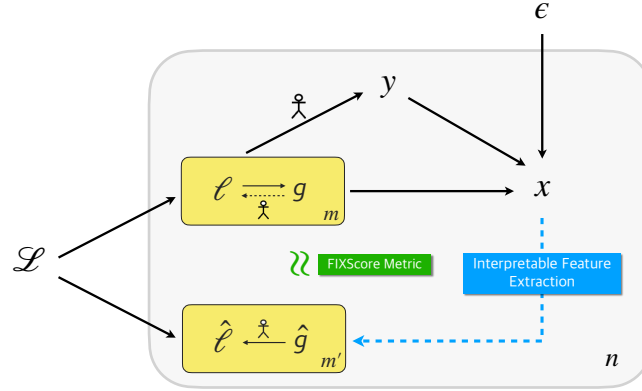 ϵ
y
ℓ g
m
x
ℒ
FIXScore Metric
Interpretable Feature
Extraction
ℓ̂ ĝ
m′
n